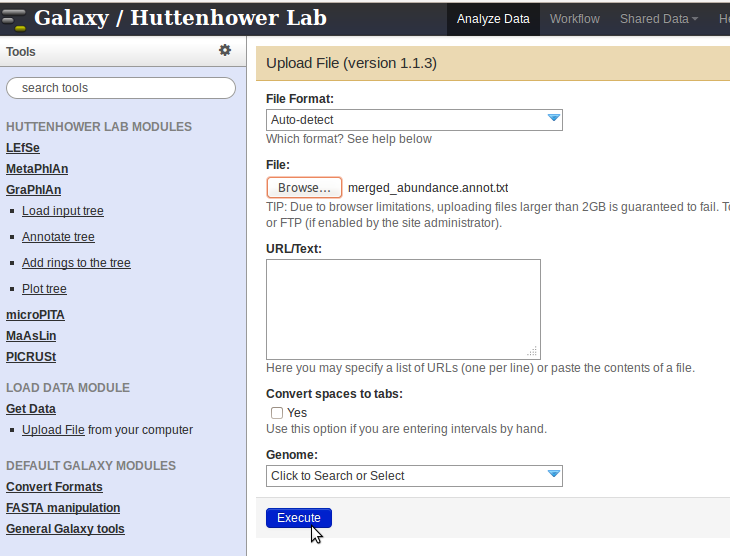 Galaxy / Huttenhower Lab
Analyze Data
Workflow
Shared Data
Tools
search tools
HUTTENHOWER LAB MODULES
LEfSe
MetaPhlAn
GraPhlAn
Load input tree
Annotate tree
Add rings to the tree
Plot tree
microPITA
MaAsLin
PICRUSt
LOAD DATA MODULE
Get Data
Upload File from your computer
DEFAULT GALAXY MODULES
Convert Formats
FASTA manipulation
General Galaxy tools
Upload File (version 1.1.3)
File Format:
Auto-detect
Which format? See help below
File:
Browse... merged_abundance.annot.txt
TIP: Due to browser limitations, uploading files larger than 2GB is guaranteed to fail.
or FTP (if enabled by the site administrator).
URL/Text:
Here you may specify a list of URLs (one per line) or paste the contents of a file.
Convert spaces to tabs:
Yes
Use this option if you are entering intervals by hand.
Genome:
Click to Search or Select
Execute